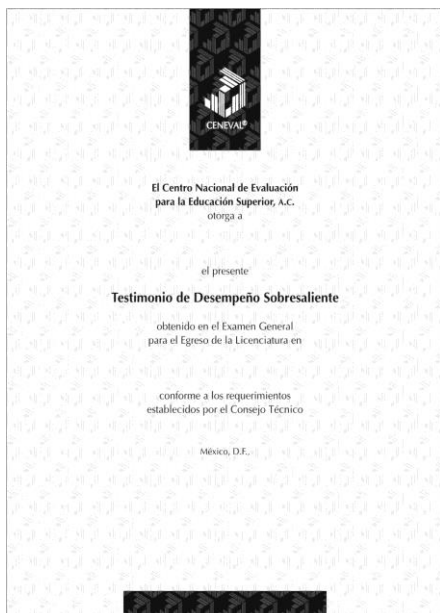 CENEVAL®
El Centro Nacional de Evaluación
para la Educación Superior, A.C.
otorga a
el presente
Testimonio de Desempeño Sobresaliente
obtenido en el Examen General
para el Egreso de la Licenciatura en
conforme a los requerimientos
establecidos por el Consejo Técnico
México, D.F..